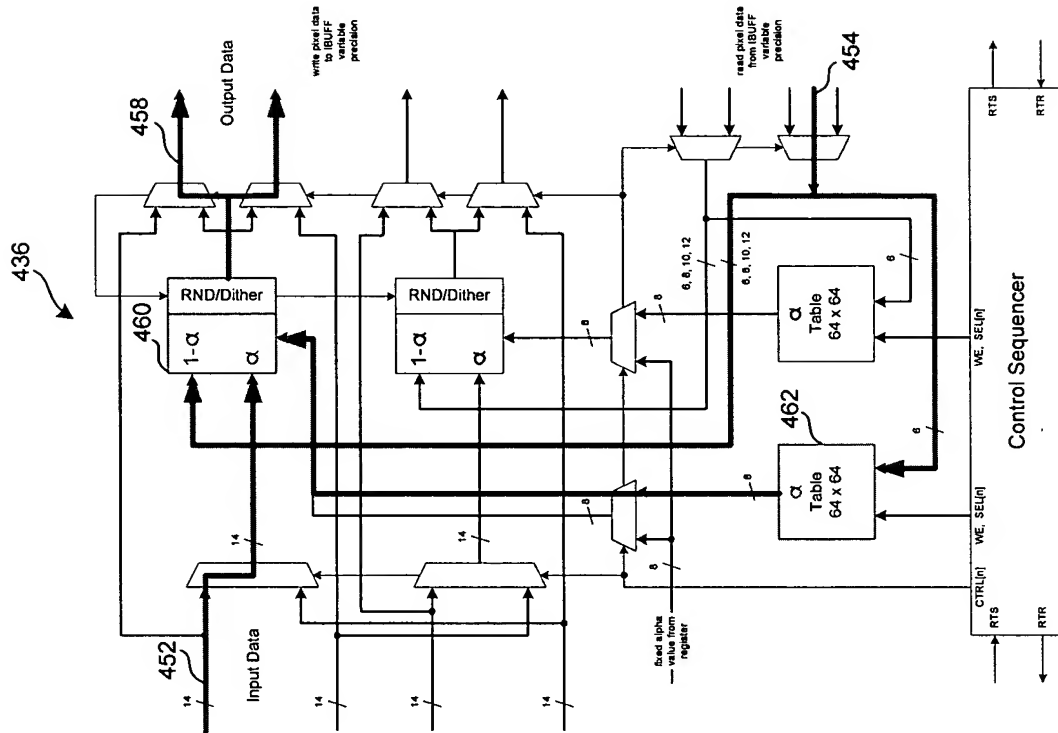 436
458
Output Data
write pixel data
to IBUFF
variable
precision
460
RND/Dither
1-α
α
RND/Dither
1-α
α
452
14
Input Data
14
14
14
14
14
8
8
8
6, 8, 10, 12
6, 8, 10, 12
read pixel data
from IBUFF
variable
precision
454
fixed alpha
value from
register
8
8
462
α
Table
64 x 64
α
Table
64 x 64
6
6
CTRL[n]
WE, SEL[n]
WE, SEL[n]
RTS
RTR
Control Sequencer
RTS
RTR